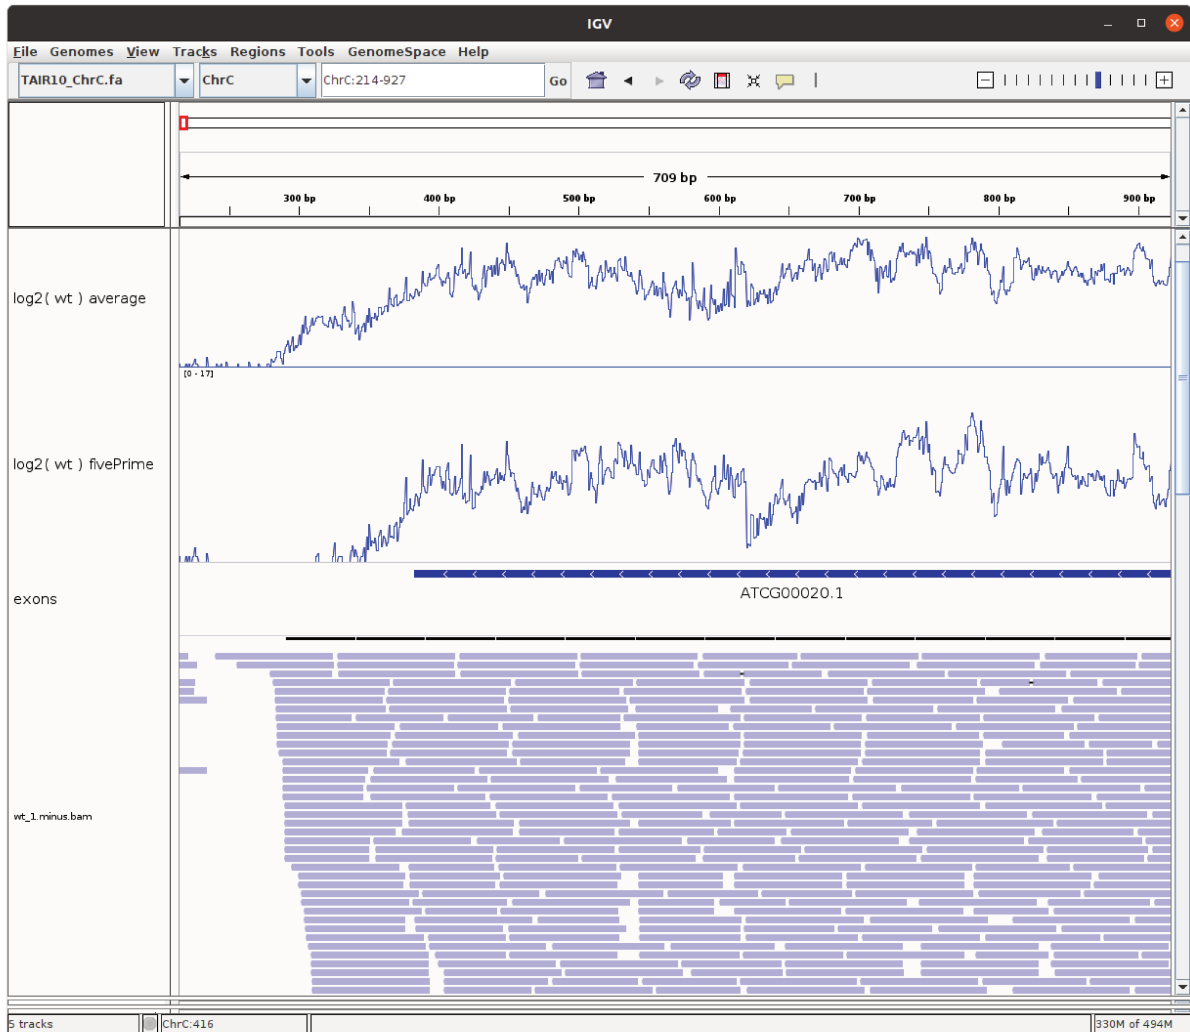 IGV
File Genomes View Tracks Regions Tools GenomeSpace Help
TAIR10_ChrC.fa ChrC ChrC:214-927 Go
709 bp
300 bp 400 bp 500 bp 600 bp 700 bp 800 bp 900 bp
log2( wt ) average
[0 - 17]
log2( wt ) fivePrime
exons
ATCG00020.1
wt_1.minus.bam
5 tracks ChrC:416 330M of 494M